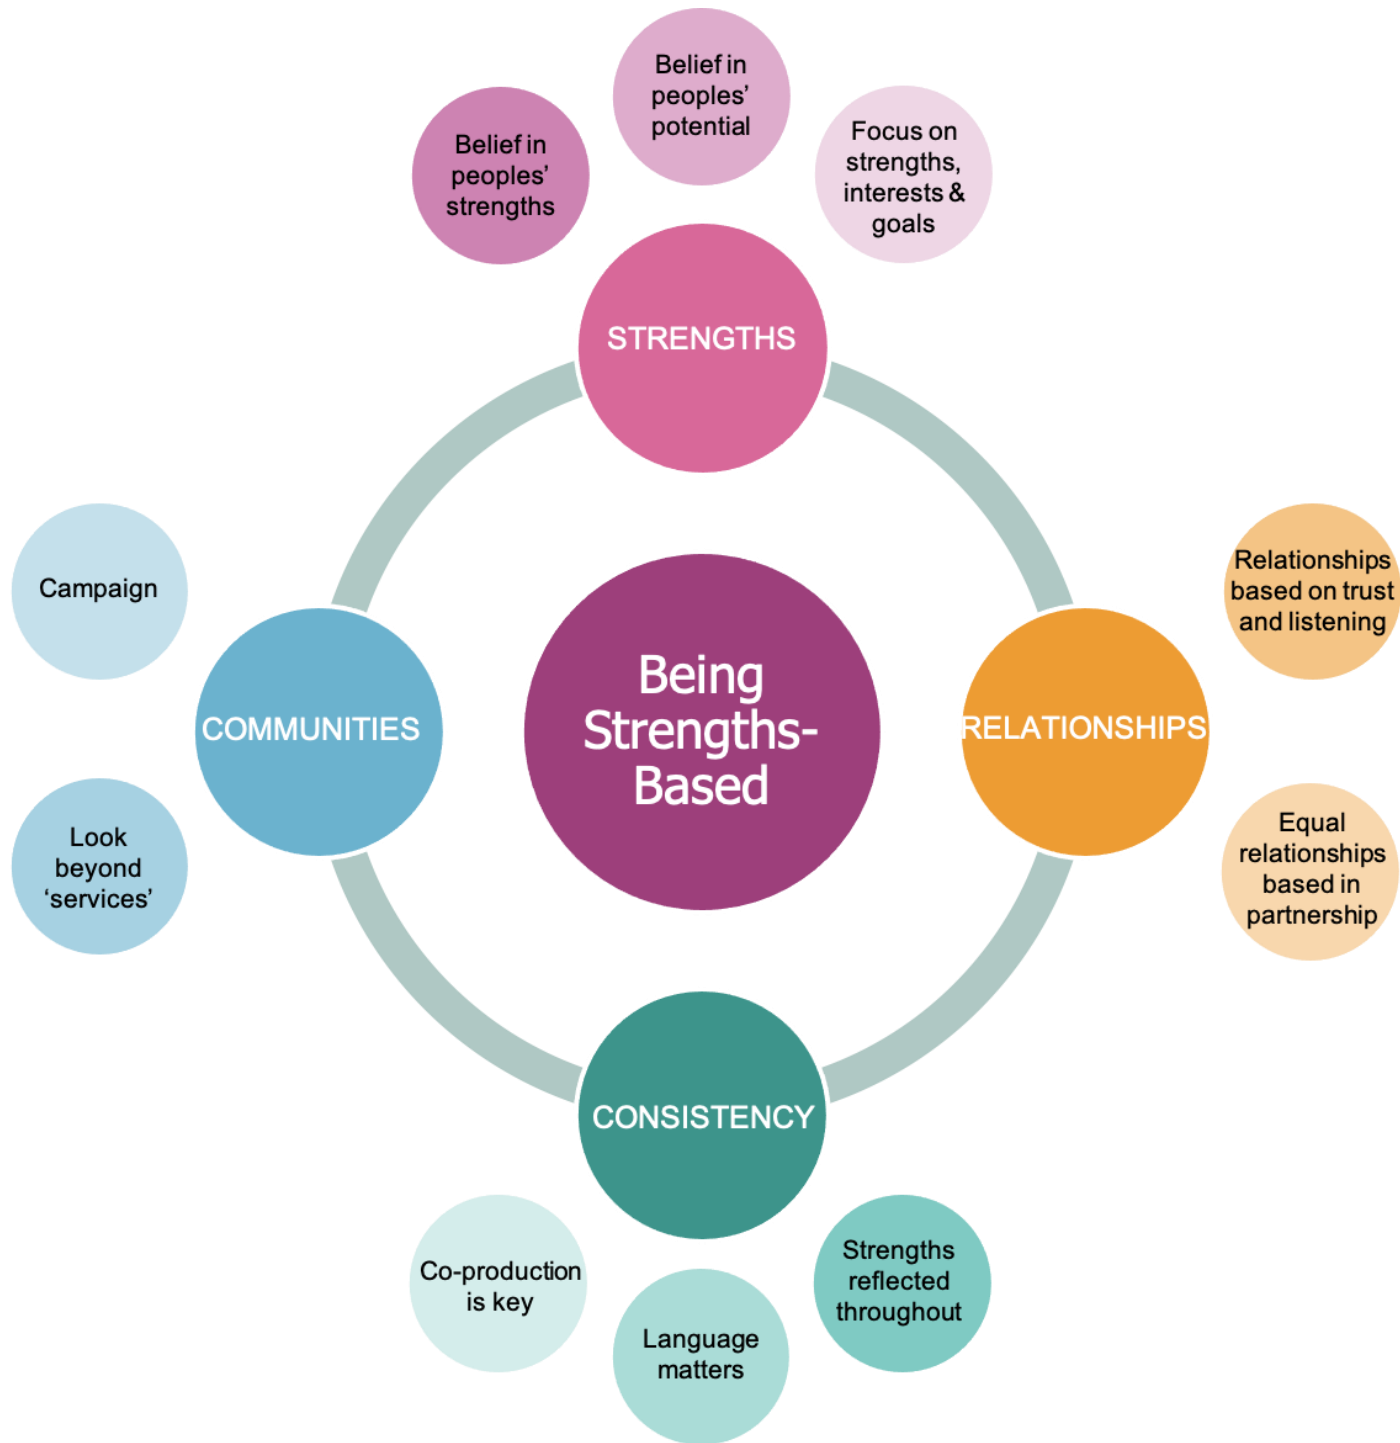 Belief in
peoples’
potential
Belief in
peoples’
strengths
Focus on
strengths,
interests &
goals
STRENGTHS
Campaign
Relationships
based on trust
and listening
Being
Strengths-
Based
COMMUNITIES
RELATIONSHIPS
Look
beyond
‘services’
Equal
relationships
based in
partnership
CONSISTENCY
Co-production
is key
Strengths
reflected
throughout
Language
matters